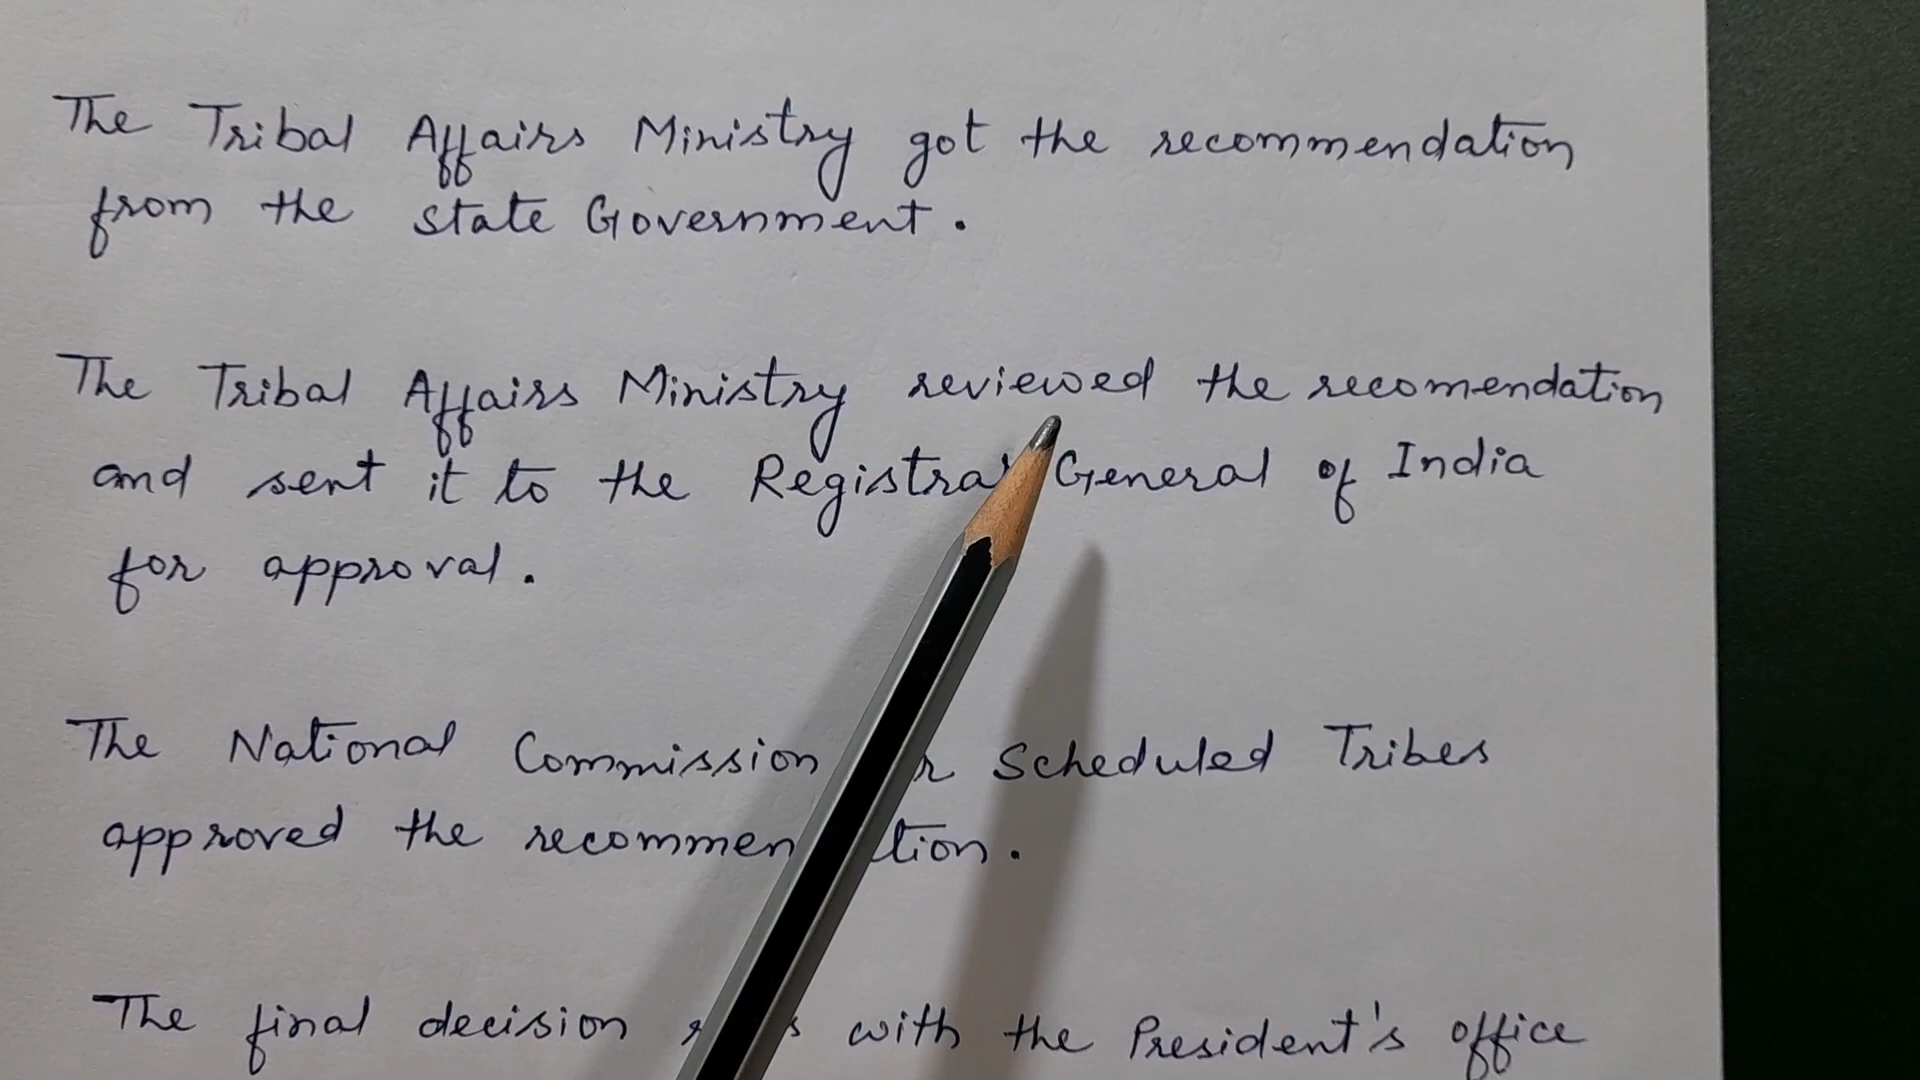 The Tribal Affairs Ministry got the recommendation
from the state Government.
The Tribal Affairs Ministry reviewed the recomendation
and sent it to the Registrar General of India
for approval.
The National Commission Scheduled Tribes
approved the
The final decision with the President's office